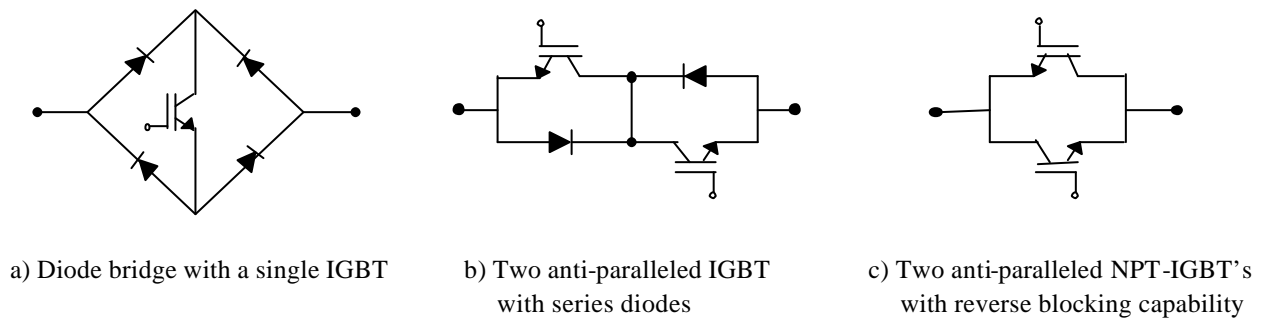 a) Diode bridge with a single IGBT
b) Two anti-paralleled IGBT
with series diodes
c) Two anti-paralleled NPT-IGBT's
with reverse blocking capability